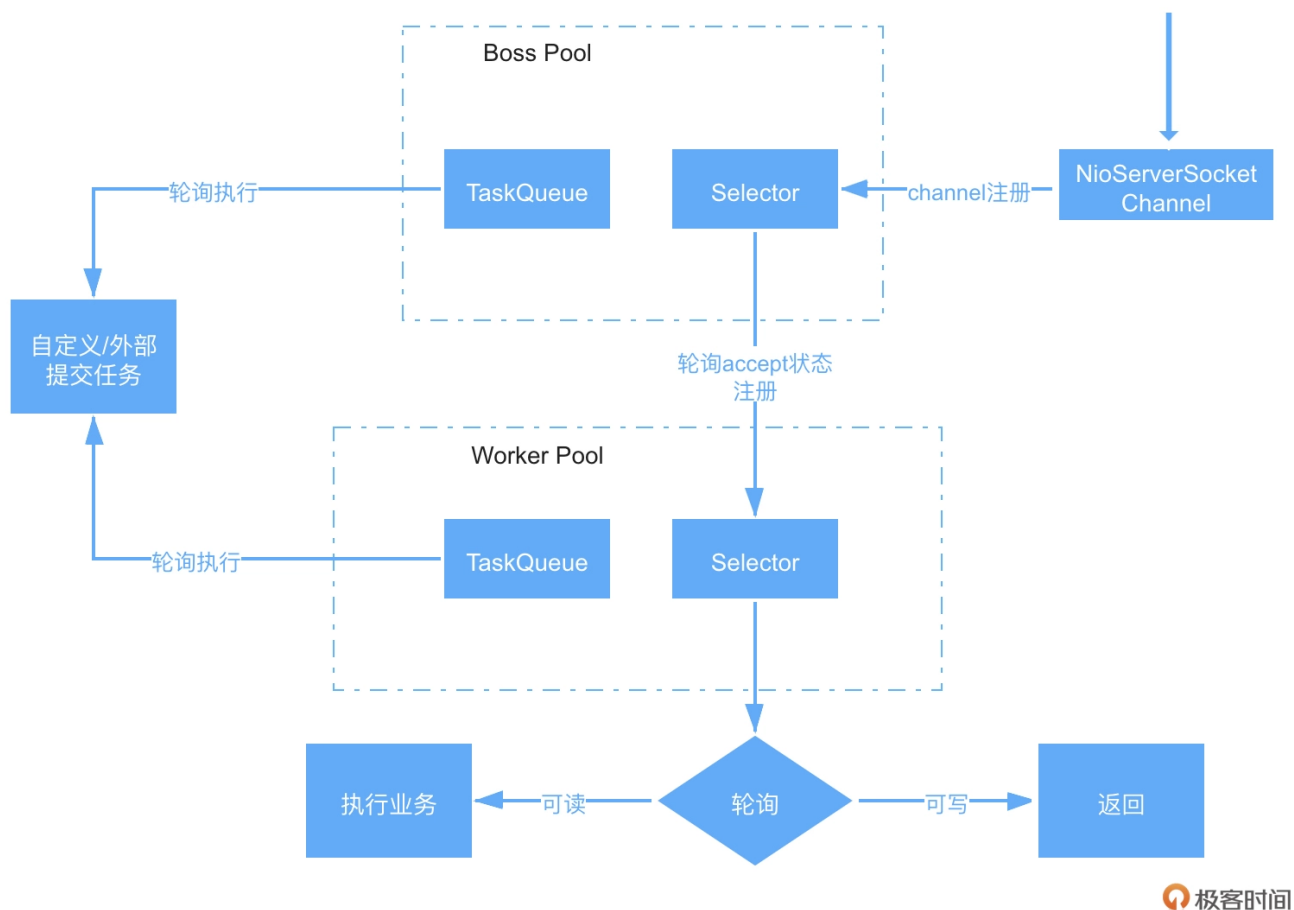 Boss Pool
TaskQueue
Selector
NioServerSocket
Channel
轮询执行
channel注册
自定义/外部
提交任务
轮询accept状态
注册
Worker Pool
轮询执行
TaskQueue
Selector
执行业务
可读
轮询
可写
返回
极客时间